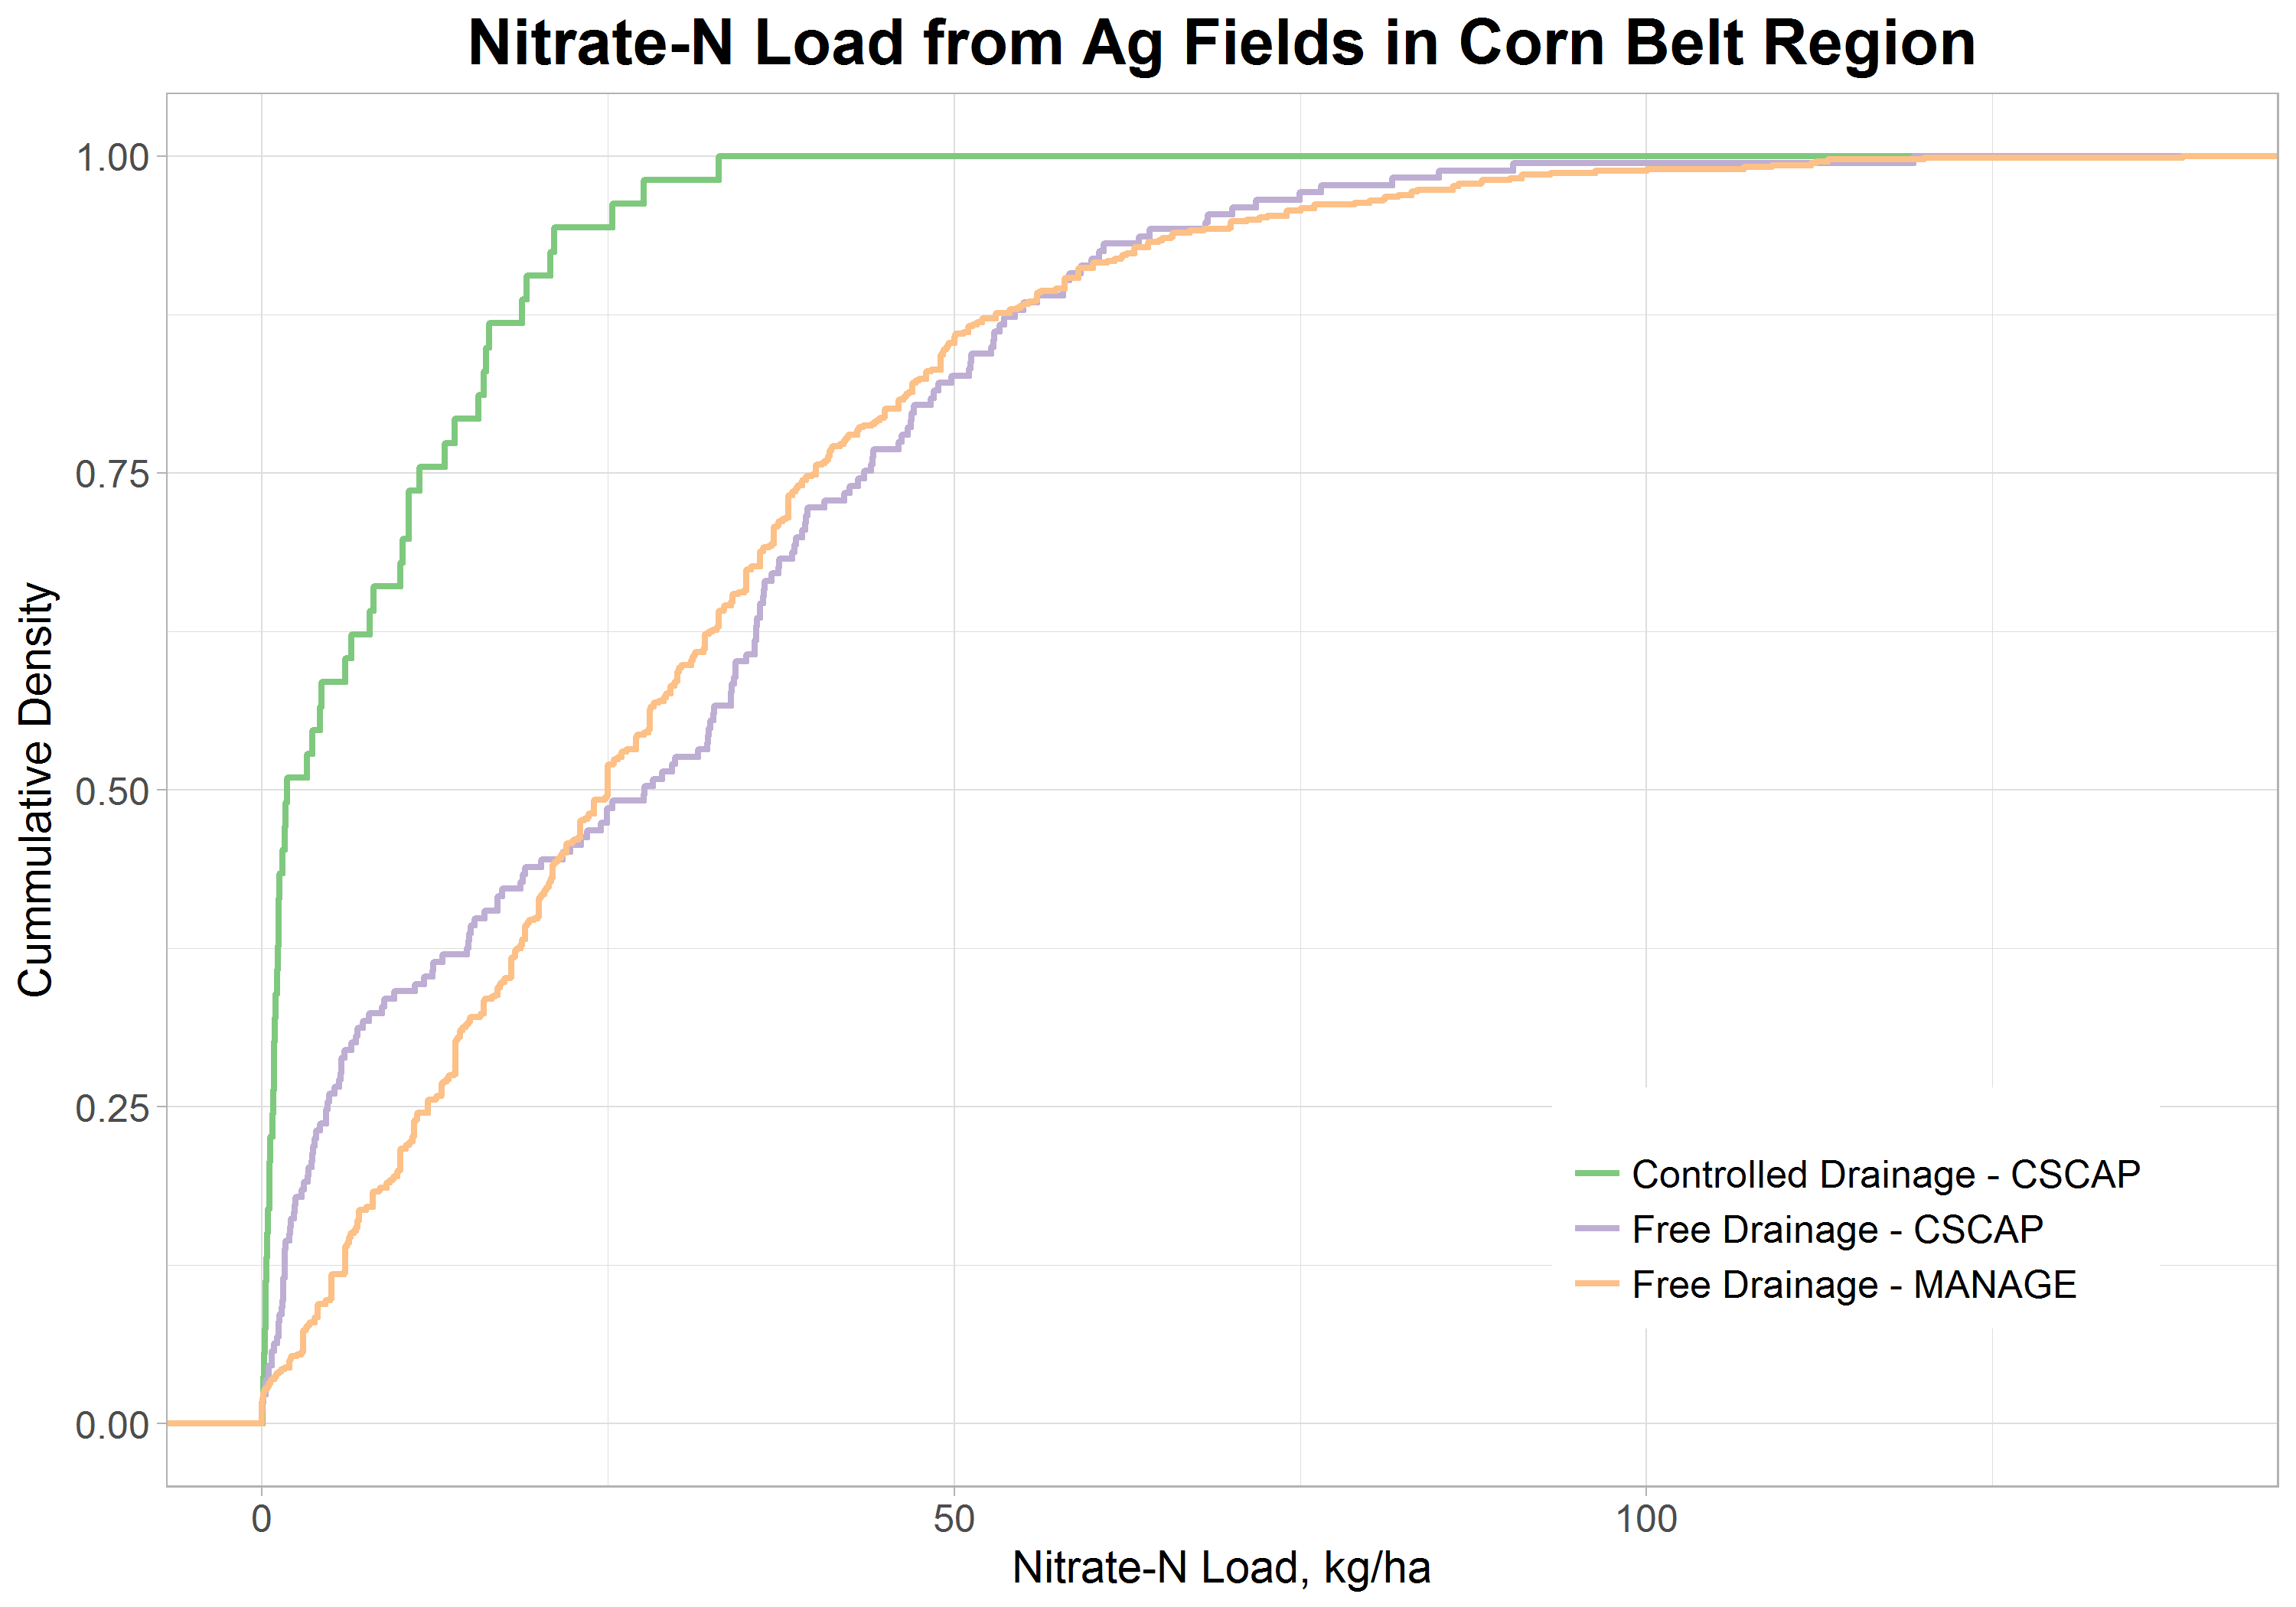 Nitrate-N Load from Ag Fields in Corn Belt Region
1.00
0.75
0.50
0.25
0.00
Cummulative Density
Controlled Drainage - CSCAP
Free Drainage - CSCAP
Free Drainage - MANAGE
0 50 100
Nitrate-N Load, kg/ha